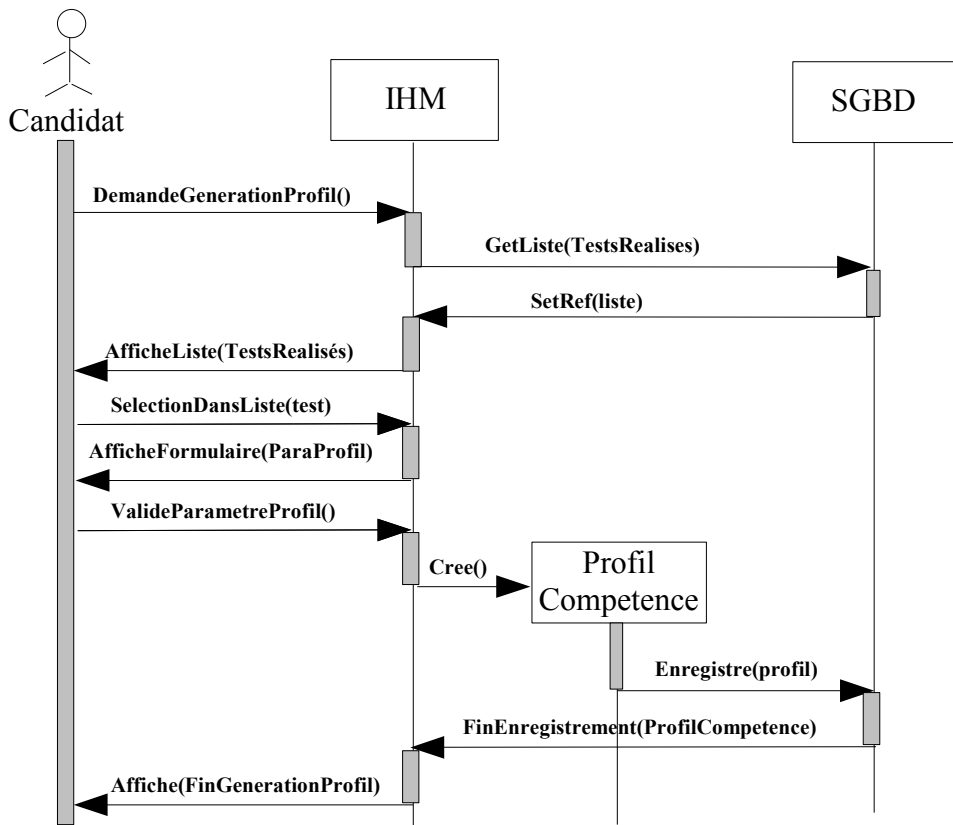 Candidat
IHM
SGBD
DemandeGenerationProfil()
GetListe(TestsRealises)
SetRef(liste)
AfficheListe(TestsRealisés)
SelectionDansListe(test)
AfficheFormulaire(ParaProfil)
ValideParametreProfil()
Cree()
Profil
Competence
Enregistre(profil)
FinEnregistrement(ProfilCompetence)
Affiche(FinGenerationProfil)